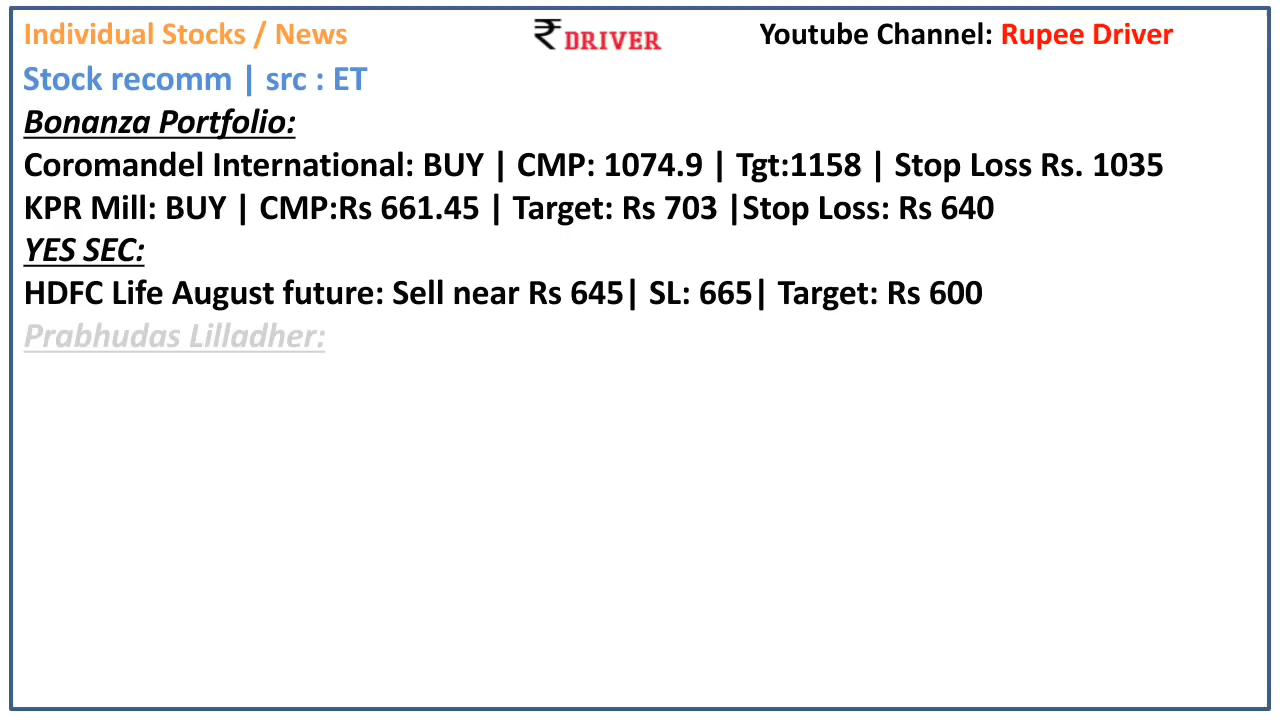 Individual Stocks / News
₹ DRIVER
Youtube Channel: Rupee Driver
Stock recomm | src : ET
Bonanza Portfolio:
Coromandel International: BUY | CMP: 1074.9 | Tgt:1158 | Stop Loss Rs. 1035
KPR Mill: BUY | CMP:Rs 661.45 | Target: Rs 703 |Stop Loss: Rs 640
YES SEC:
HDFC Life August future: Sell near Rs 645| SL: 665| Target: Rs 600
Prabhudas Lilladher: